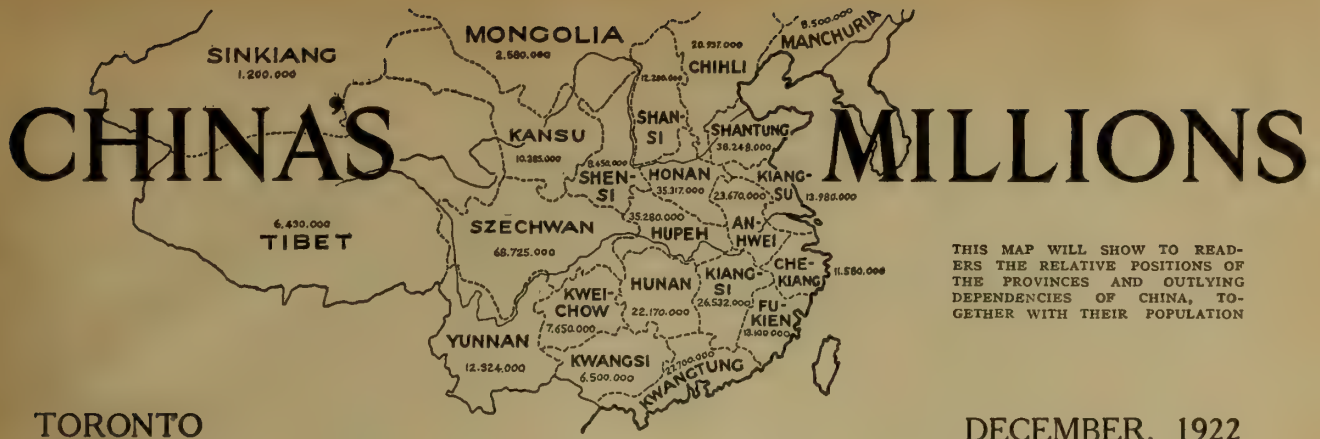 CHINA'S MILLIONS
SINKIANG
1.200.000
MONGOLIA
2.580.000
8.500.000
MANCHURIA
20.937.000
CHIHLI
12.200.000
SHAN-
SI
KANSU
10.385.000
SHANTUNG
38.248.000
8.450.000
SHEN-
SI
HONAN
35.317.000
KIANG-
SU
13.980.000
23.670.000
AN-
HWEI
6.430.000
TIBET
SZECHWAN
68.725.000
35.280.000
HUPEH
CHE-
KIANG
11.580.000
KWEI-
CHOW
7.650.000
HUNAN
22.170.000
KIANG-
SI
26.532.000
FU-
KIEN
13.100.000
YUNNAN
12.324.000
KWANGSI
6.500.000
KWANGTUNG
THIS MAP WILL SHOW TO READ-
ERS THE RELATIVE POSITIONS OF
THE PROVINCES AND OUTLYING
DEPENDENCIES OF CHINA, TO-
GETHER WITH THEIR POPULATION
TORONTO
DECEMBER, 1922